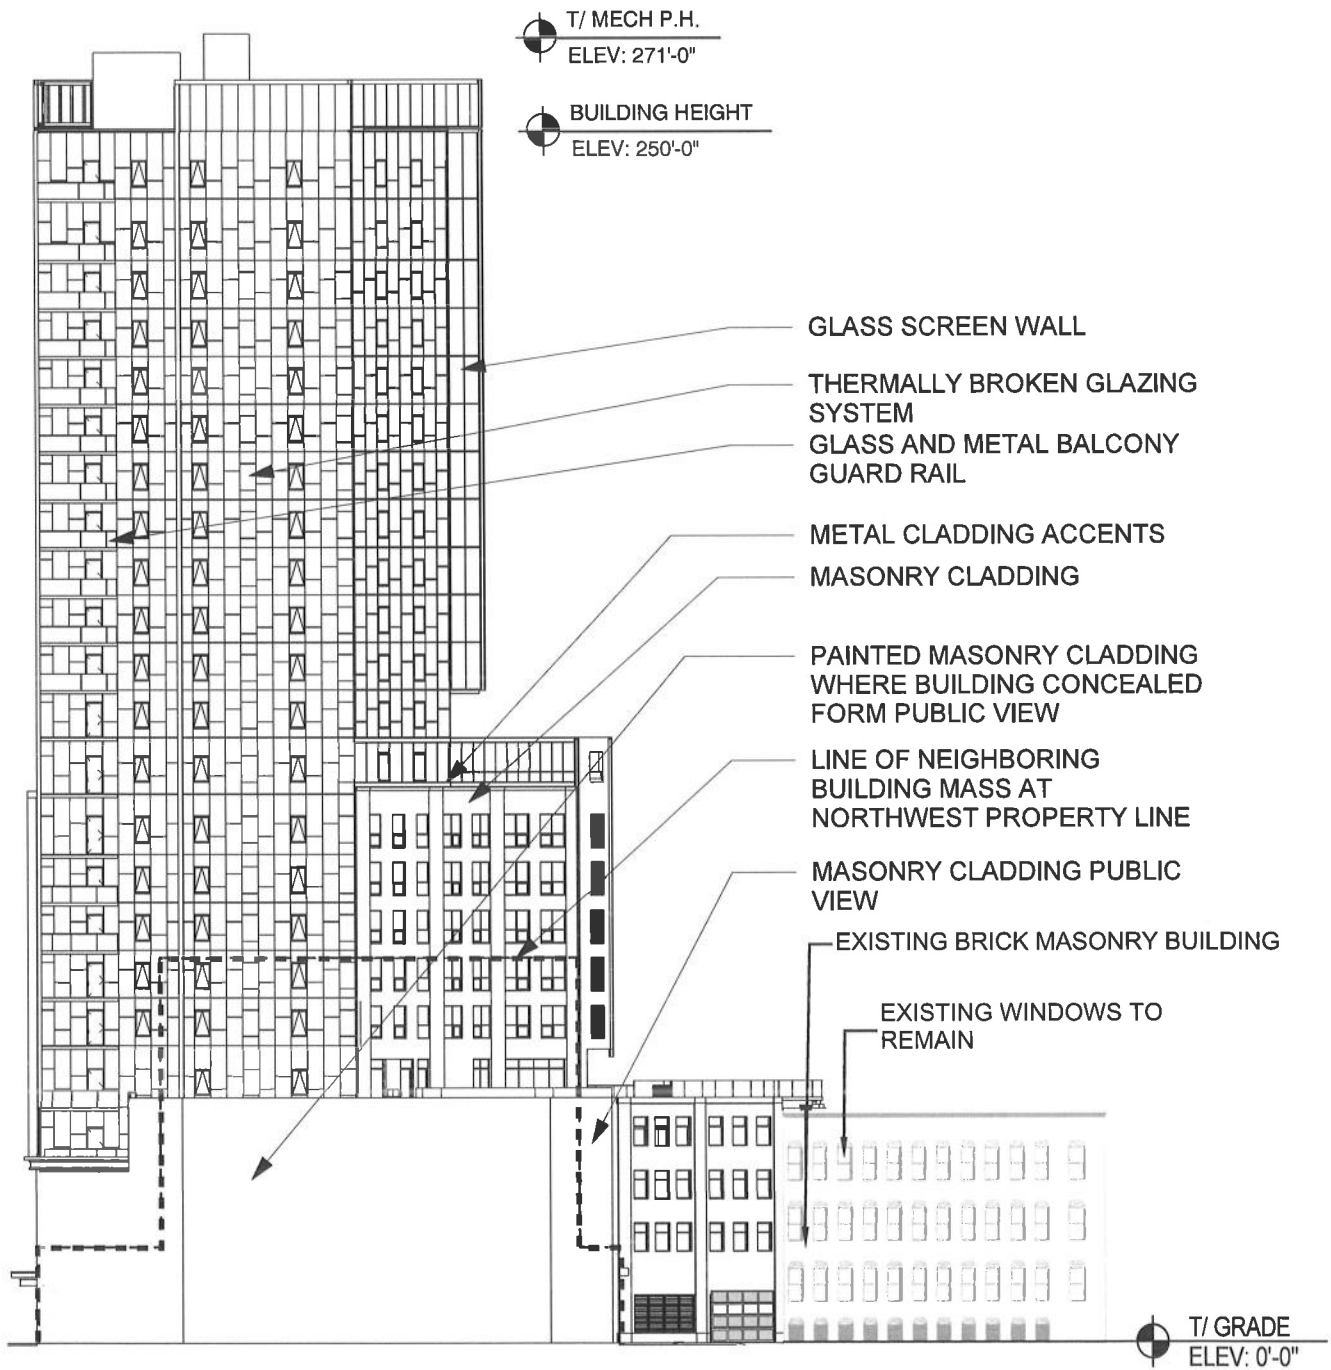 T/ MECH P.H.
ELEV: 271'-0"
BUILDING HEIGHT
ELEV: 250'-0"
GLASS SCREEN WALL
THERMALLY BROKEN GLAZING
SYSTEM
GLASS AND METAL BALCONY
GUARD RAIL
METAL CLADDING ACCENTS
MASONRY CLADDING
PAINTED MASONRY CLADDING
WHERE BUILDING CONCEALED
FORM PUBLIC VIEW
LINE OF NEIGHBORING
BUILDING MASS AT
NORTHWEST PROPERTY LINE
MASONRY CLADDING PUBLIC
VIEW
EXISTING BRICK MASONRY BUILDING
EXISTING WINDOWS TO
REMAIN
T/ GRADE
ELEV: 0'-0"